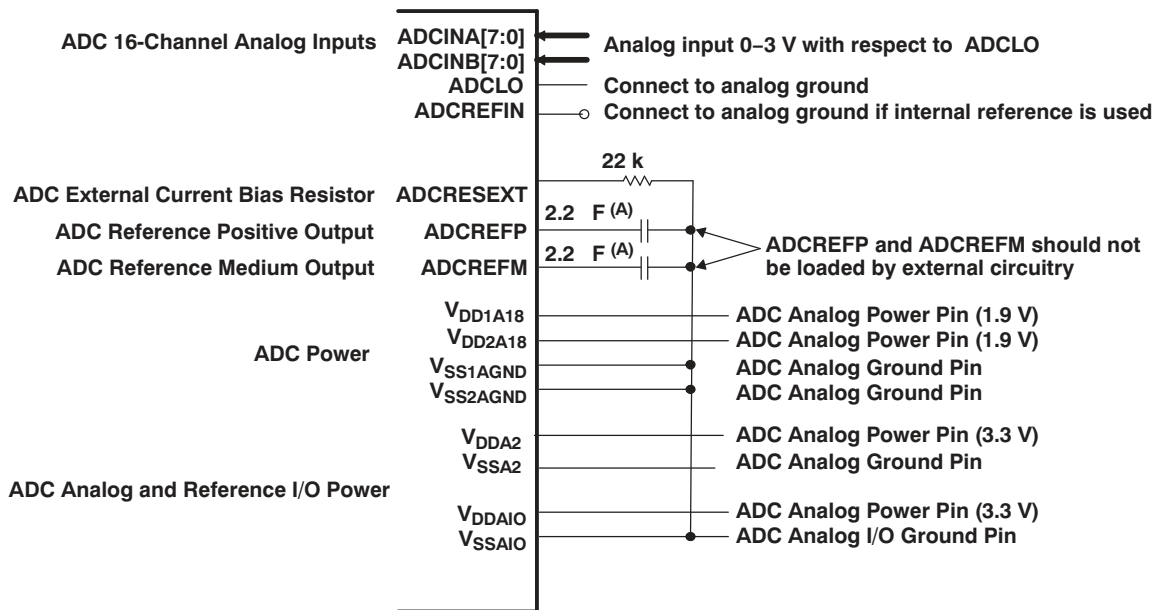 ADC 16-Channel Analog Inputs
ADCINA[7:0]
ADCINB[7:0]
Analog input 0–3 V with respect to ADCLO
ADCLO
Connect to analog ground
ADCREFIN
Connect to analog ground if internal reference is used
22 k
ADC External Current Bias Resistor
ADCRESEXT
2.2 F (A)
ADC Reference Positive Output
ADCREFP
ADC Reference Medium Output
ADCREFM
2.2 F (A)
ADCREFP and ADCREFM should not
be loaded by external circuitry
VDD1A18
ADC Analog Power Pin (1.9 V)
VDD2A18
ADC Analog Power Pin (1.9 V)
ADC Power
VSS1AGND
ADC Analog Ground Pin
VSS2AGND
ADC Analog Ground Pin
VDDA2
ADC Analog Power Pin (3.3 V)
VSSA2
ADC Analog Ground Pin
ADC Analog and Reference I/O Power
VDDAIO
ADC Analog Power Pin (3.3 V)
VSSAIO
ADC Analog I/O Ground Pin